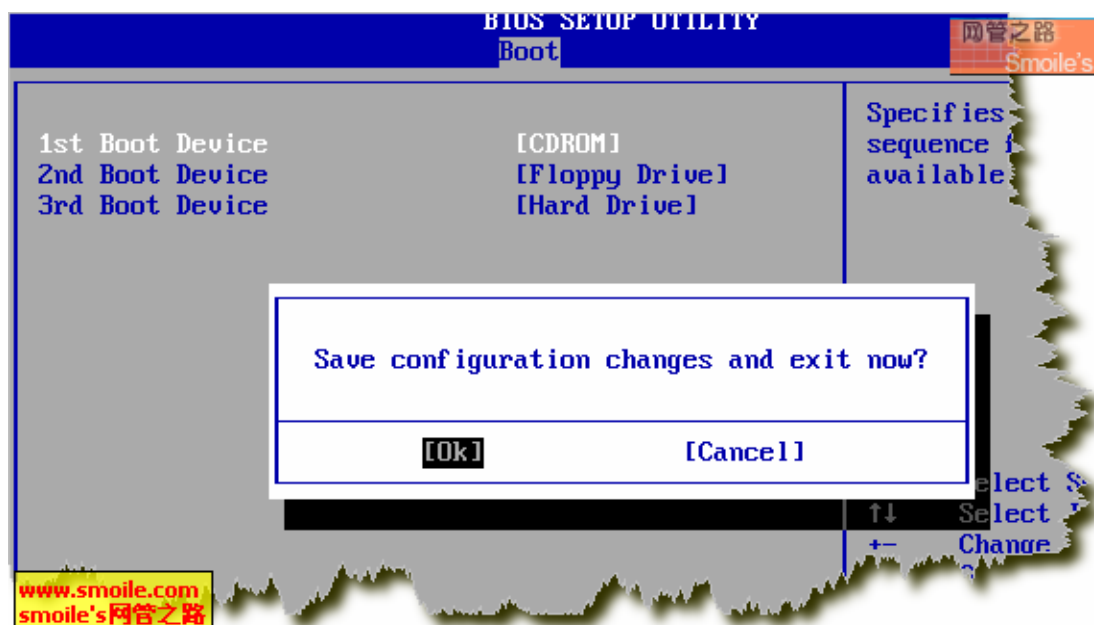 BIOS SETUP UTILITY
Boot
网管之路
Smoile's
1st Boot Device [CDROM]
2nd Boot Device [Floppy Drive]
3rd Boot Device [Hard Drive]
Specifies
sequence
available
Save configuration changes and exit now?
[Ok] [Cancel]
elect
↑↓ Select
+- Change
www.smoile.com
smoile's网管之路